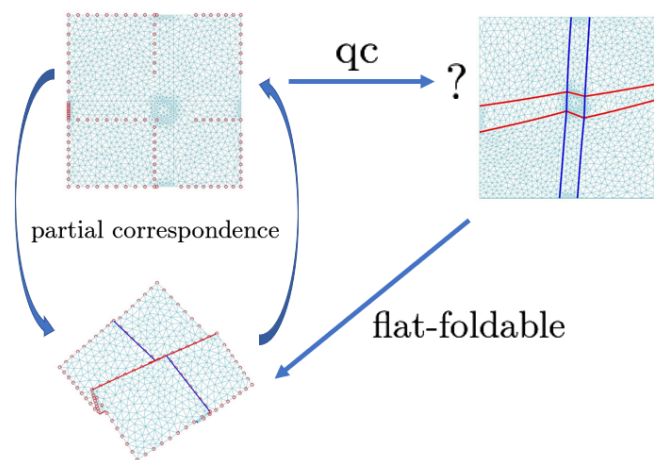 qc
?
partial correspondence
flat-foldable